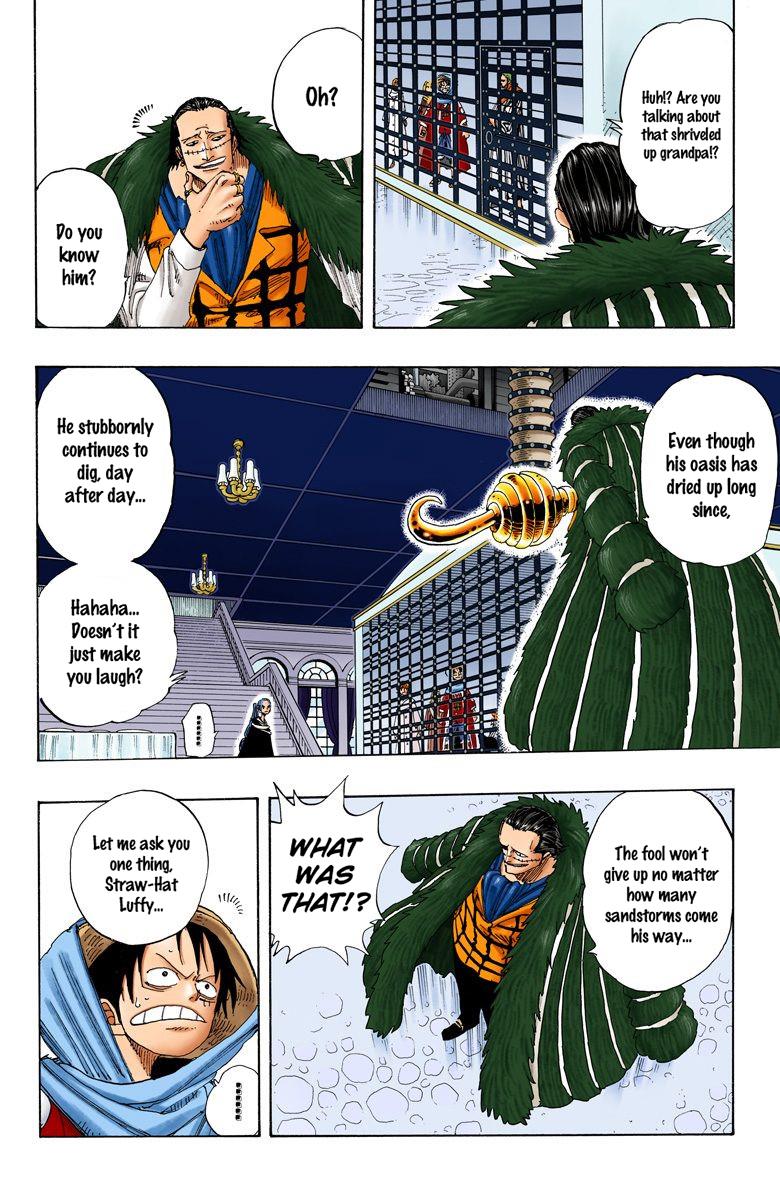 Huh!? Are you
talking about
that shriveled
up grandpa!?
Oh?
Do you
know
him?
Even though
his oasis has
dried up long
since,
He stubbornly
continues to
dig, day
after day...
Hahaha...
Doesn't it
just make
you laugh?
......
The fool won't
give up no matter
how many
sandstorms come
his way...
WHAT
WAS
THAT!?
Let me ask you
one thing,
Straw-Hat
Luffy...
......